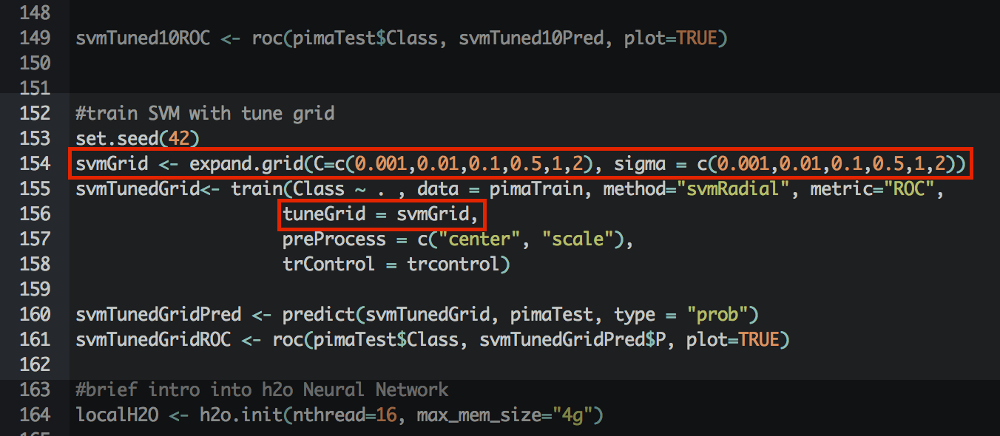 148
149 svmTuned10ROC <- roc(pimaTest$Class, svmTuned10Pred, plot=TRUE)
150
151
152 #train SVM with tune grid
153 set.seed(42)
154 svmGrid <- expand.grid(C=c(0.001,0.01,0.1,0.5,1,2), sigma = c(0.001,0.01,0.1,0.5,1,2))
155 svmTunedGrid<- train(Class ~ . , data = pimaTrain, method="svmRadial", metric="ROC",
156 tuneGrid = svmGrid,
157 preProcess = c("center", "scale"),
158 trControl = trcontrol)
159
160 svmTunedGridPred <- predict(svmTunedGrid, pimaTest, type = "prob")
161 svmTunedGridROC <- roc(pimaTest$Class, svmTunedGridPred$P, plot=TRUE)
162
163 #brief intro into h2o Neural Network
164 localH2O <- h2o.init(nthread=16, max_mem_size="4g")